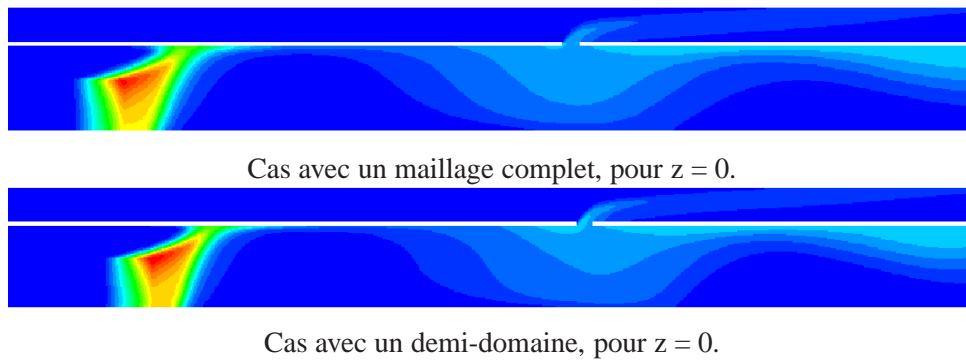 Cas avec un maillage complet, pour z = 0.
Cas avec un demi-domaine, pour z = 0.